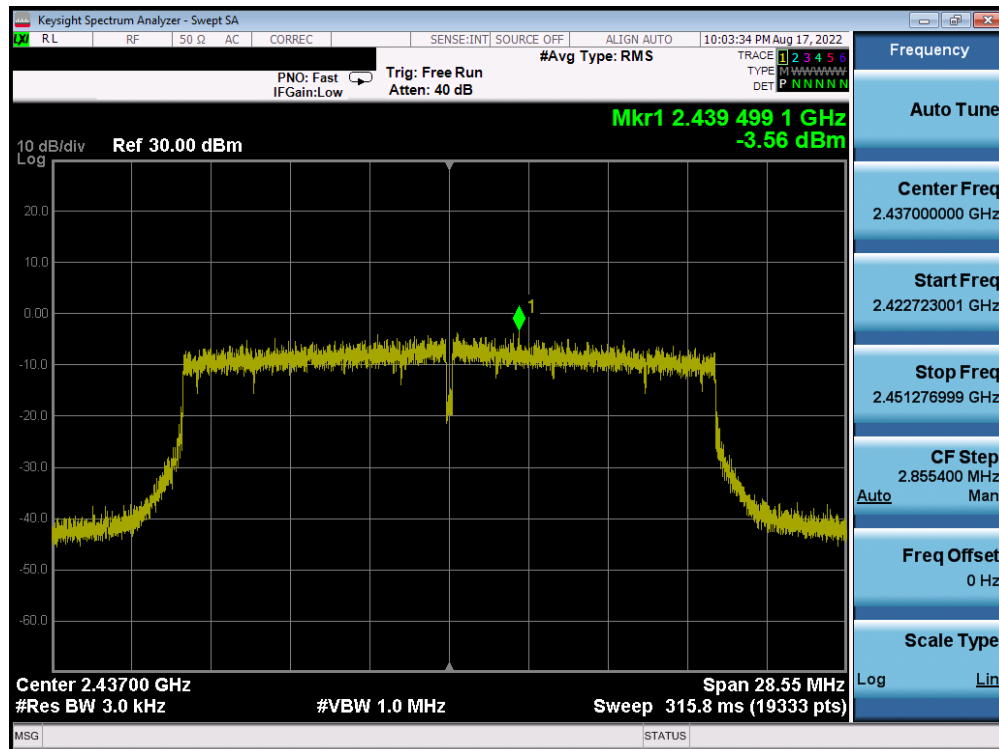 Keysight Spectrum Analyzer - Swept SA
LXI RL RF 50 Ω AC CORREC SENSE:INT SOURCE OFF ALIGN AUTO 10:03:34 PM Aug 17, 2022
#Avg Type: RMS
TRACE 1 2 3 4 5 6
TYPE M WWWWW
DET P N N N N N
PNO: Fast
IFGain:Low
Trig: Free Run
Atten: 40 dB
Mkr1 2.439 499 1 GHz
-3.56 dBm
10 dB/div Ref 30.00 dBm
Log
20.0
10.0
0.00
-10.0
-20.0
-30.0
-40.0
-50.0
-60.0
1
Center 2.43700 GHz
Span 28.55 MHz
#Res BW 3.0 kHz
#VBW 1.0 MHz
Sweep 315.8 ms (19333 pts)
MSG
STATUS
Frequency
Auto Tune
Center Freq
2.437000000 GHz
Start Freq
2.422723001 GHz
Stop Freq
2.451276999 GHz
CF Step
2.855400 MHz
Auto Man
Freq Offset
0 Hz
Scale Type
Log Lin